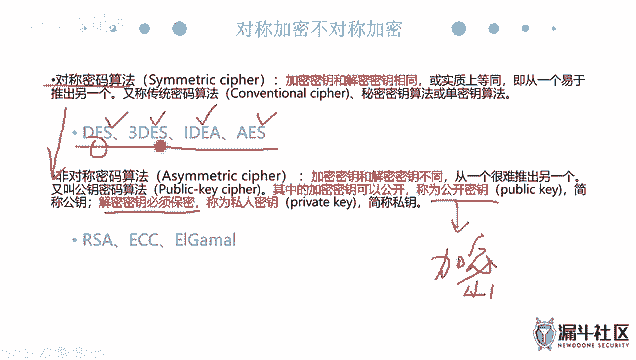 对称加密不对称加密
•对称密码算法（Symmetric cipher）：加密密钥和解密密钥相同，或实质上等同，即从一个易于
推出另一个。又称传统密码算法（Conventional cipher)、秘密密钥算法或单密钥算法。
• DES、3DES、IDEA、AES
•非对称密码算法（Asymmetric cipher）：加密密钥和解密密钥不同，从一个很难推出另一个。
又叫公钥密码算法（Public-key cipher)。其中的加密密钥可以公开，称为公开密钥（public key)，简
称公钥；解密密钥必须保密，称为私人密钥（private key)，简称私钥。
• RSA、ECC、ElGamal
加密
漏斗社区
NEWDOONE SECURITY